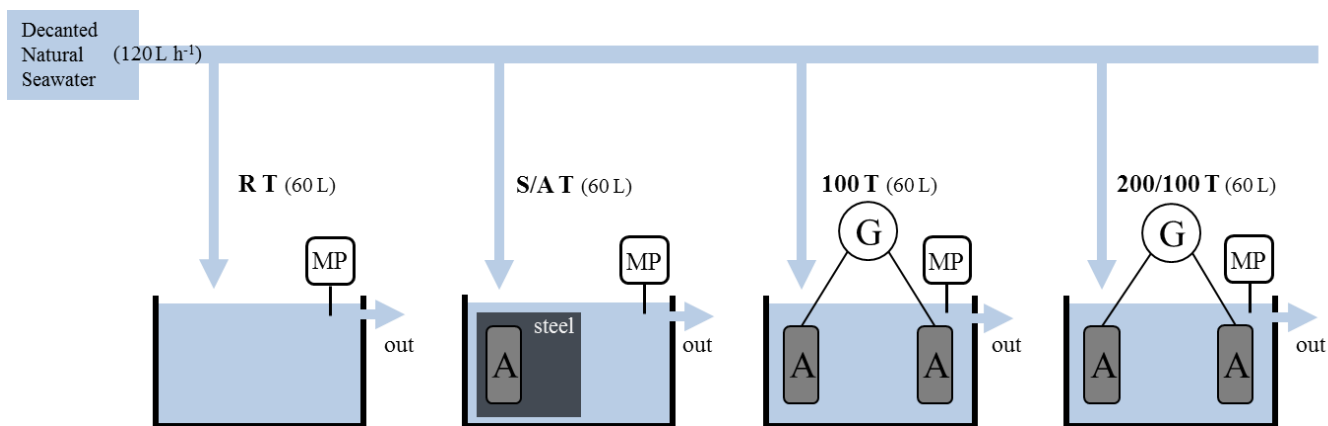 Decanted
Natural (120 L h-1)
Seawater
R T (60 L)
S/A T (60 L)
100 T (60 L)
200/100 T (60 L)
G
G
MP
MP
MP
MP
steel
out
out
out
out
A
A
A
A
A